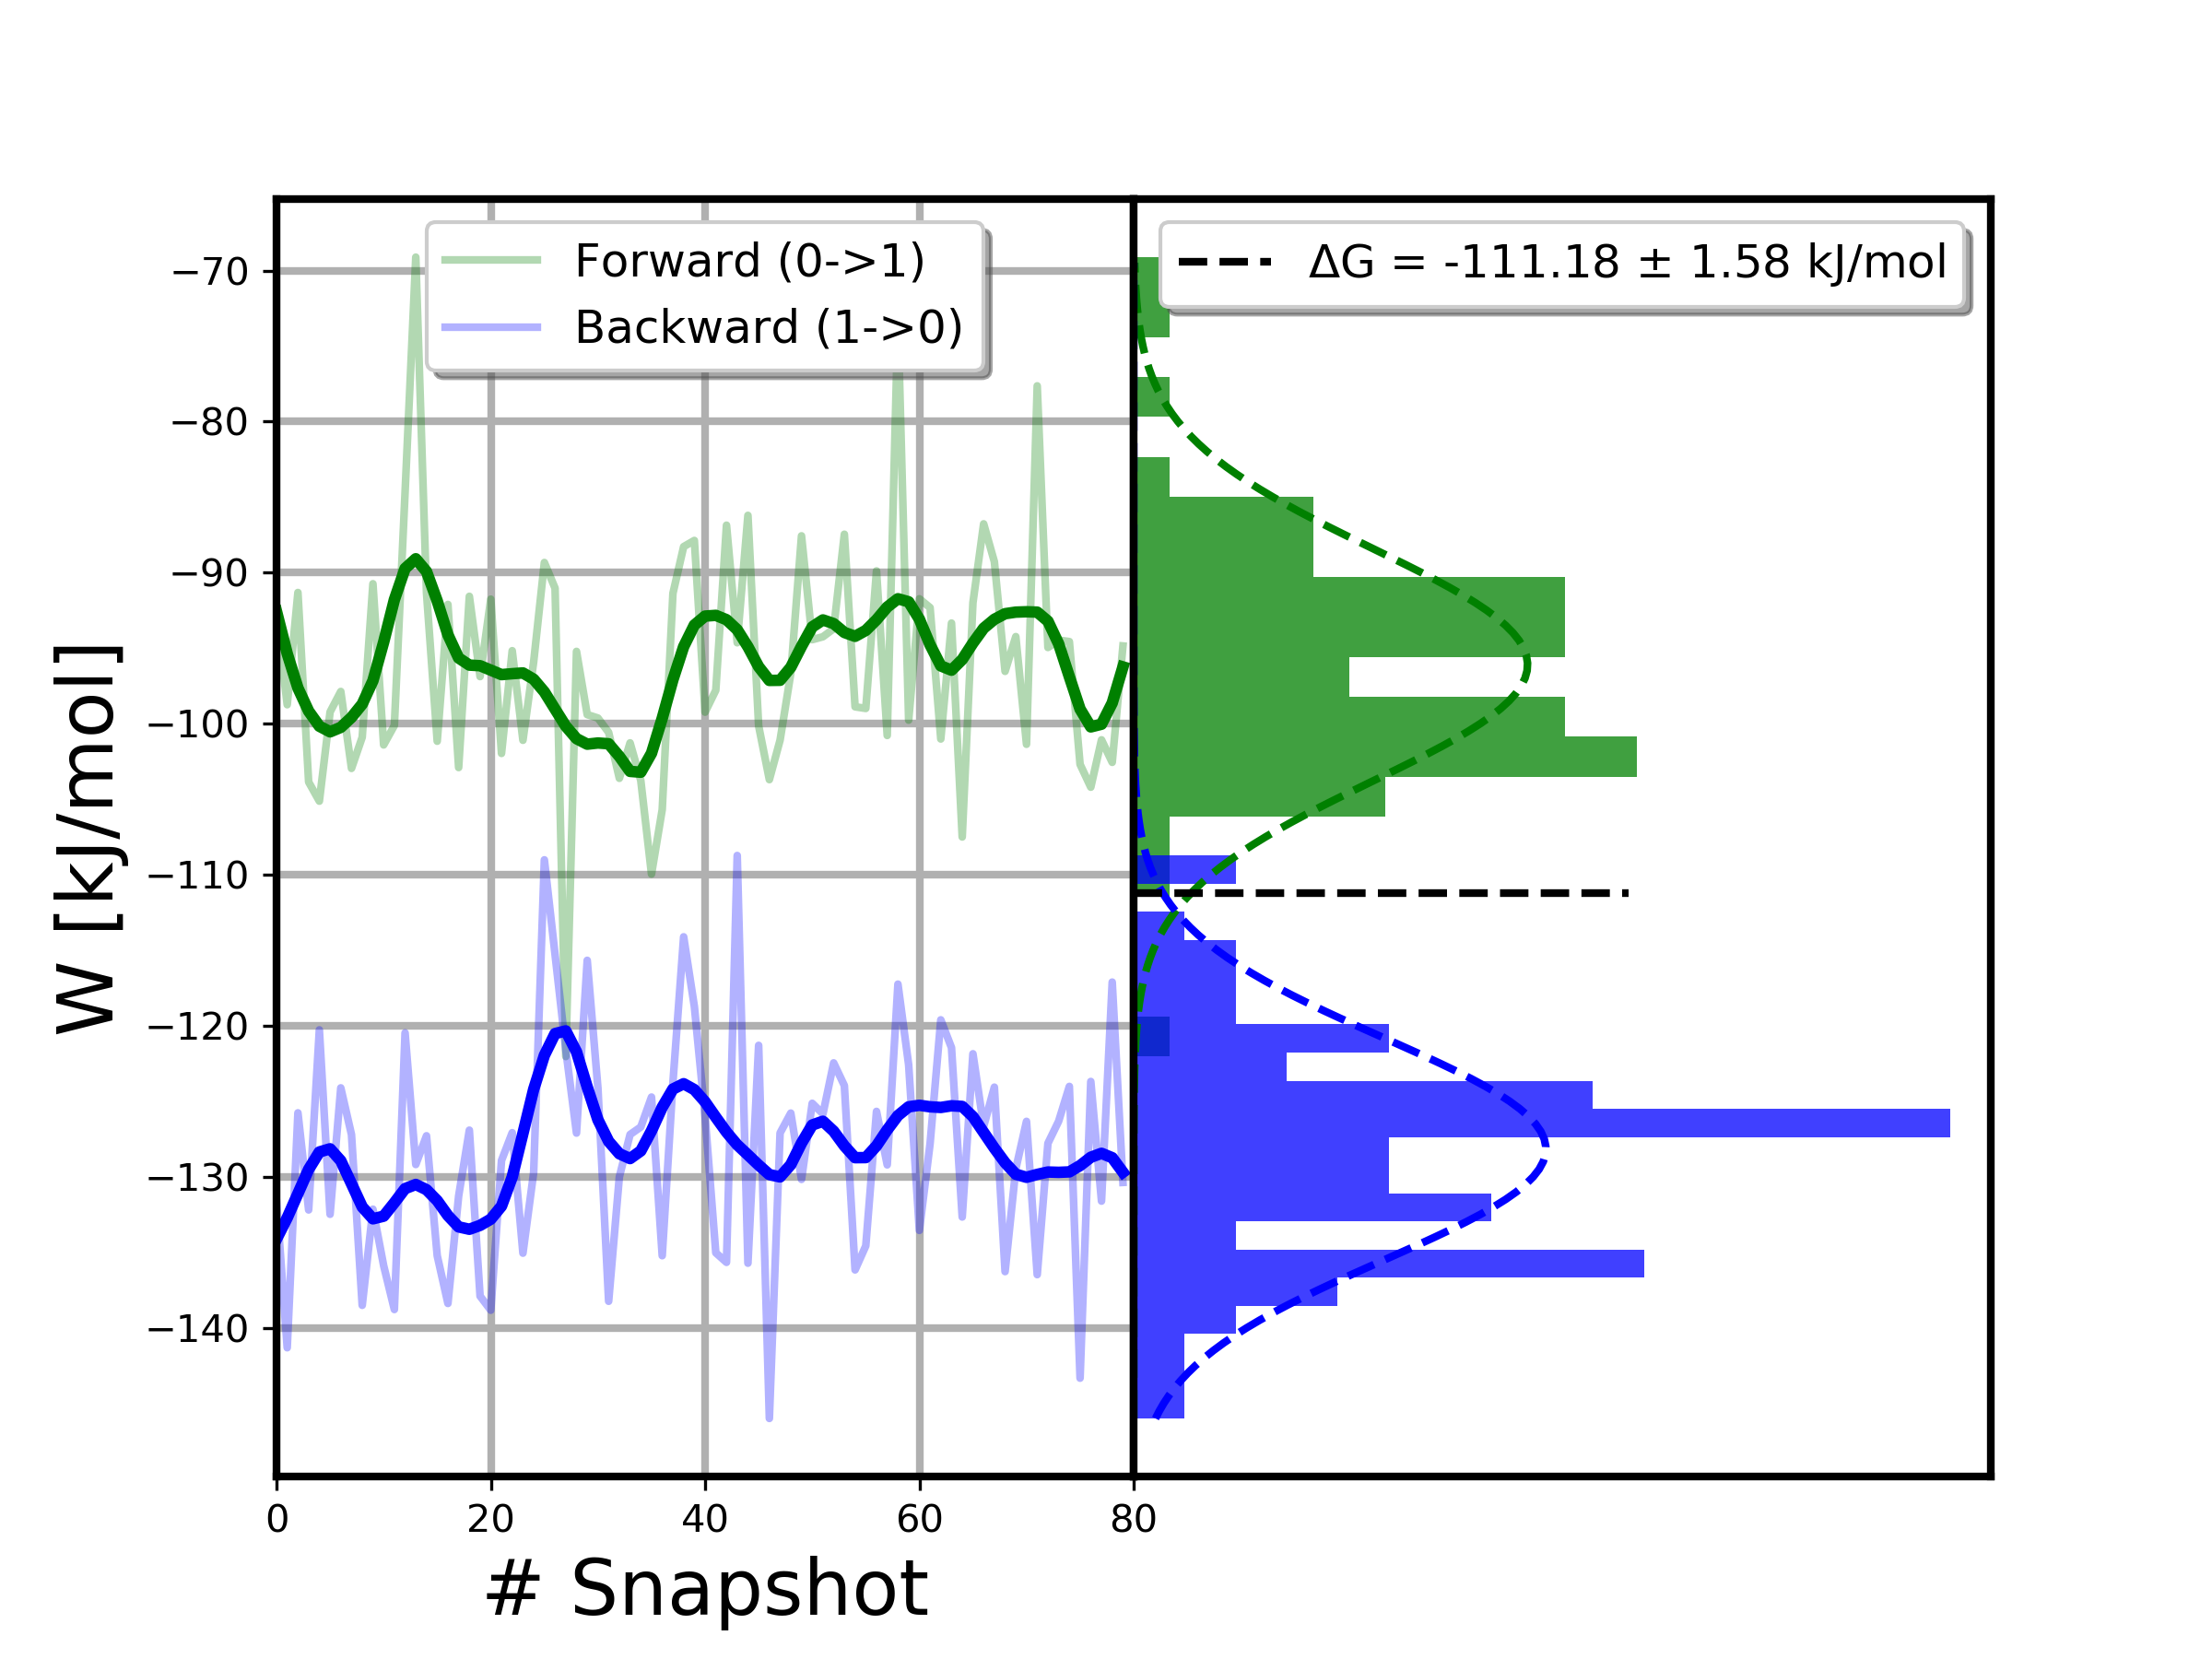 Forward (0->1)
Backward (1->0)
ΔG = -111.18 ± 1.58 kJ/mol
W [kJ/mol]
−70
−80
−90
−100
−110
−120
−130
−140
0 20 40 60 80
# Snapshot